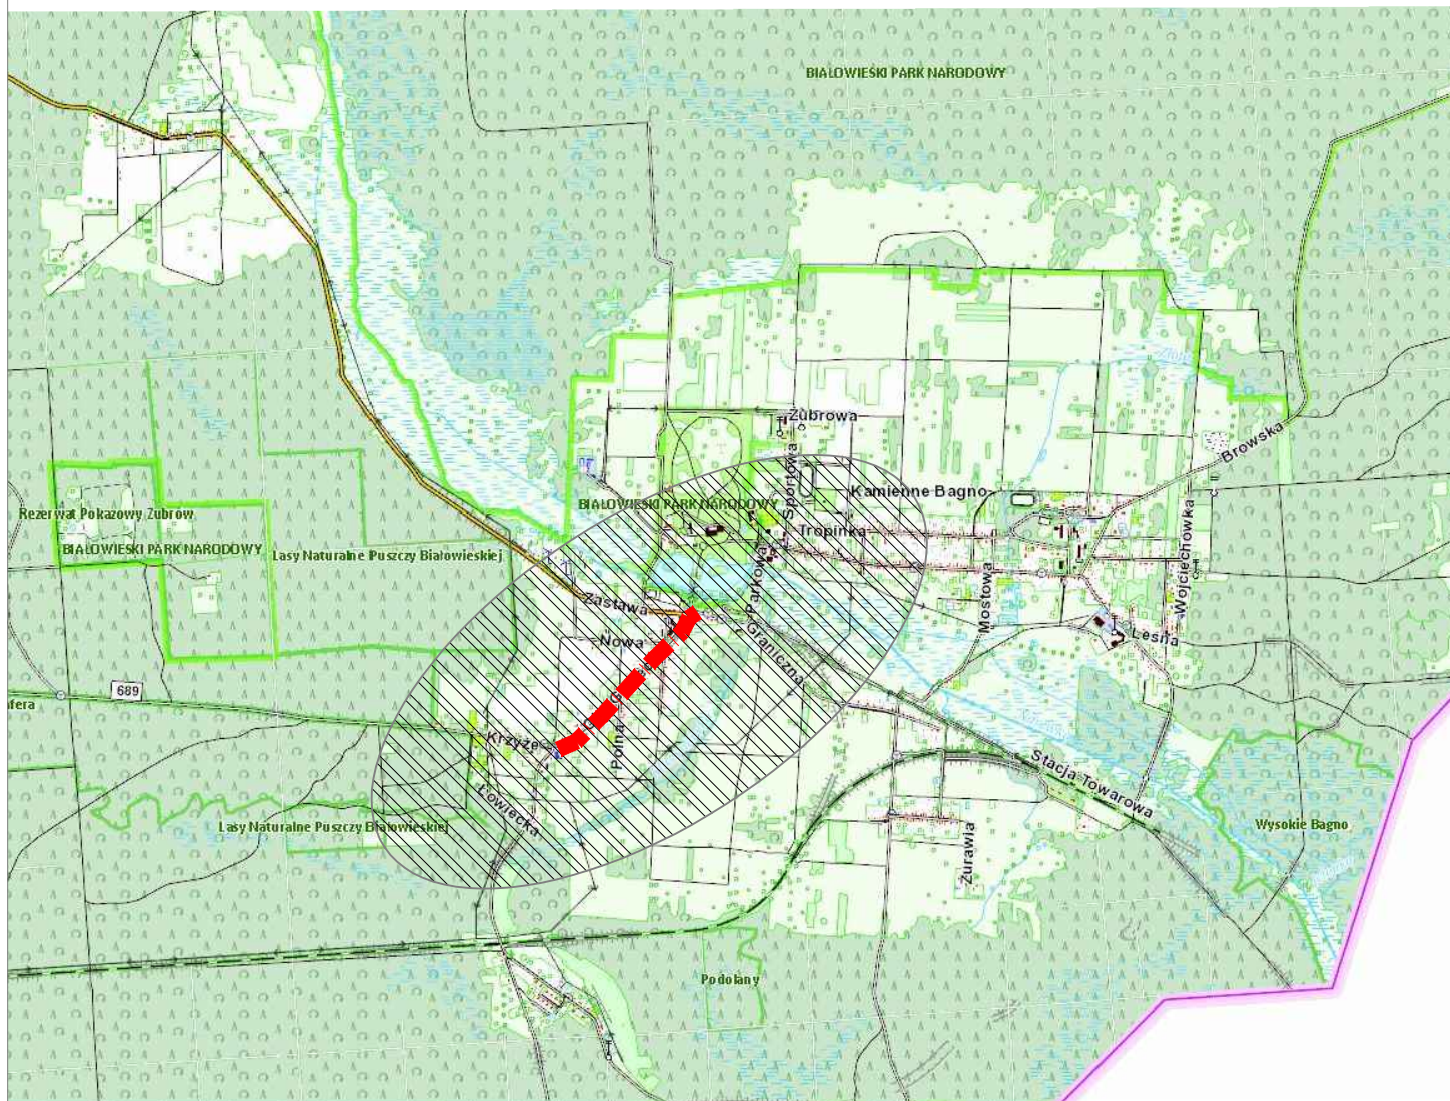 BIAŁOWIESKI PARK NARODOWY
Żubrowa
Browska
Sportowa
Kamienne Bagno
BIAŁOWIESKI PARK NARODOWY
Rezerwat Pokazowy Żubrów
Tropinka
BIAŁOWIESKI PARK NARODOWY
Lasy Naturalne Puszczy Białowieskiej
Wojciechowka
Parkowa
Mostowa
Zastawa
Nowa
Graniczna
Lesna
689
afera
Krzyże
Polna
Stacja Towarowa
Łowiecka
Lasy Naturalne Puszczy Białowieskiej
Wysokie Bagno
Żurawia
Podolany